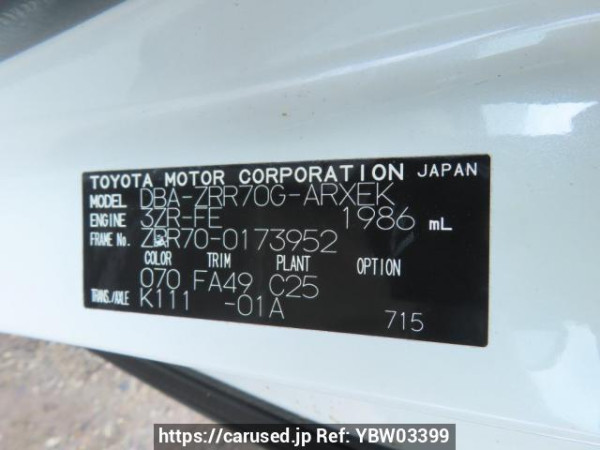 TOYOTA MOTOR CORPORATION JAPAN
MODEL DBA-ZRR70G-ARXEK
ENGINE 3ZR-FE 1986 mL
FRAME No. ZRR70-0173952
COLOR TRIM PLANT OPTION
070 FA49 C25
TRANS./AXLE K111 -01A
715
https://carused.jp Ref: YBW03399